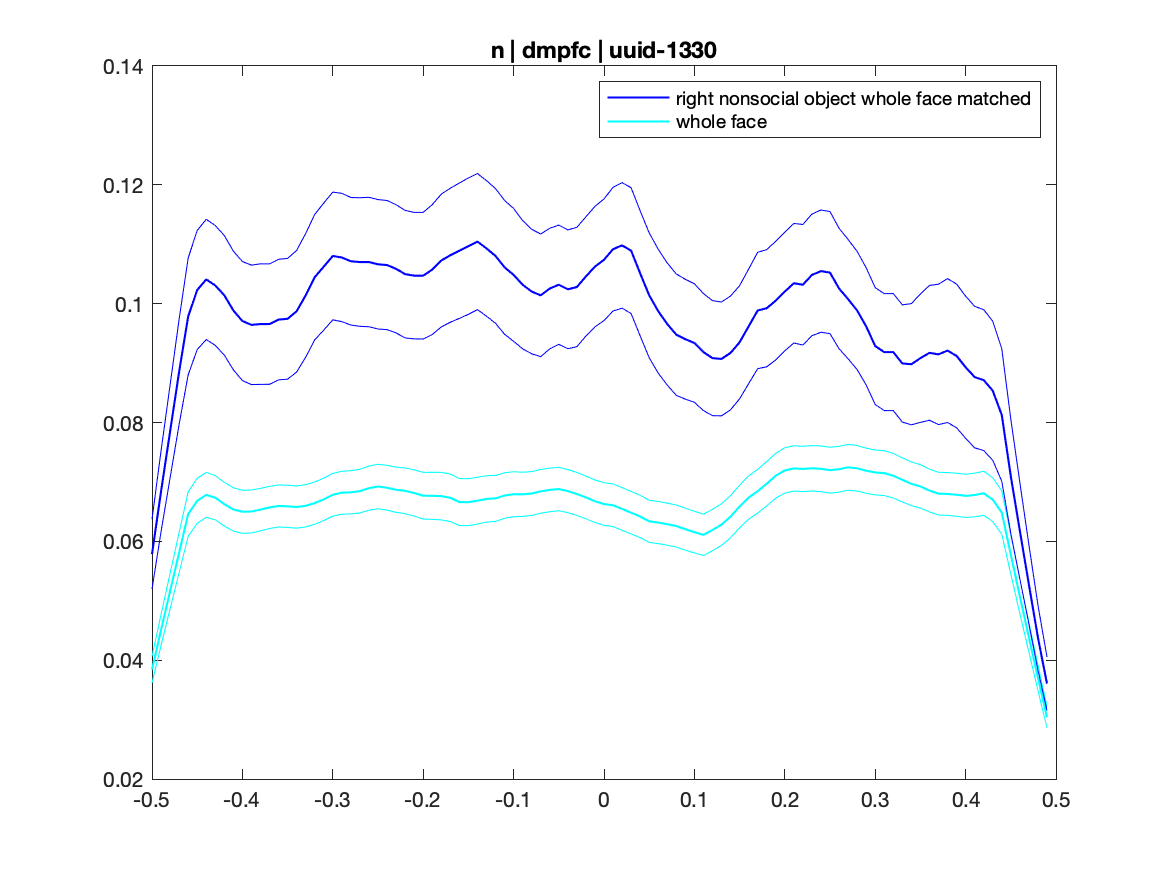 n | dmpfc | uuid-1330
right nonsocial object whole face matched
whole face
0.14
0.12
0.1
0.08
0.06
0.04
0.02
-0.5 -0.4 -0.3 -0.2 -0.1 0 0.1 0.2 0.3 0.4 0.5